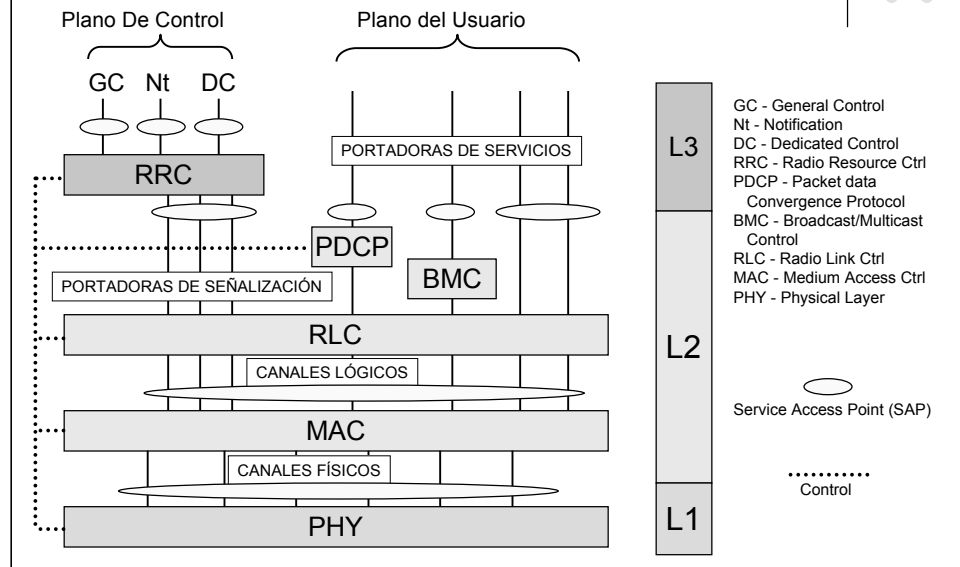 Plano De Control
Plano del Usuario
GC Nt DC
PORTADORAS DE SERVICIOS
RRC
PDCP
BMC
PORTADORAS DE SEÑALIZACIÓN
RLC
CANALES LÓGICOS
MAC
CANALES FÍSICOS
PHY
L3
L2
L1
GC - General Control
Nt - Notification
DC - Dedicated Control
RRC - Radio Resource Ctrl
PDCP - Packet data
Convergence Protocol
BMC - Broadcast/Multicast
Control
RLC - Radio Link Ctrl
MAC - Medium Access Ctrl
PHY - Physical Layer
Service Access Point (SAP)
Control